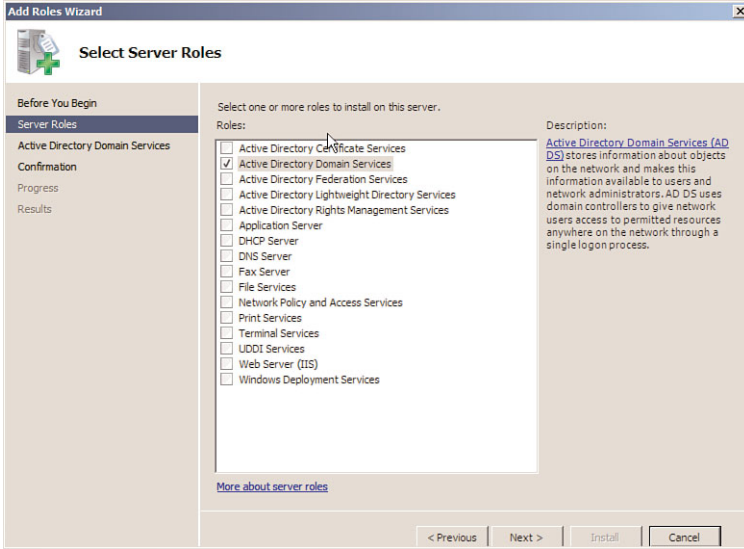 Add Roles Wizard
Select Server Roles
Before You Begin
Server Roles
Active Directory Domain Services
Confirmation
Progress
Results
Select one or more roles to install on this server.
Roles:
Active Directory Certificate Services
Active Directory Domain Services
Active Directory Federation Services
Active Directory Lightweight Directory Services
Active Directory Rights Management Services
Application Server
DHCP Server
DNS Server
Fax Server
File Services
Network Policy and Access Services
Print Services
Terminal Services
UDDI Services
Web Server (IIS)
Windows Deployment Services
More about server roles
Description:
Active Directory Domain Services (AD
DS) stores information about objects
on the network and makes this
information available to users and
network administrators. AD DS uses
domain controllers to give network
users access to permitted resources
anywhere on the network through a
single logon process.
< Previous
Next >
Install
Cancel